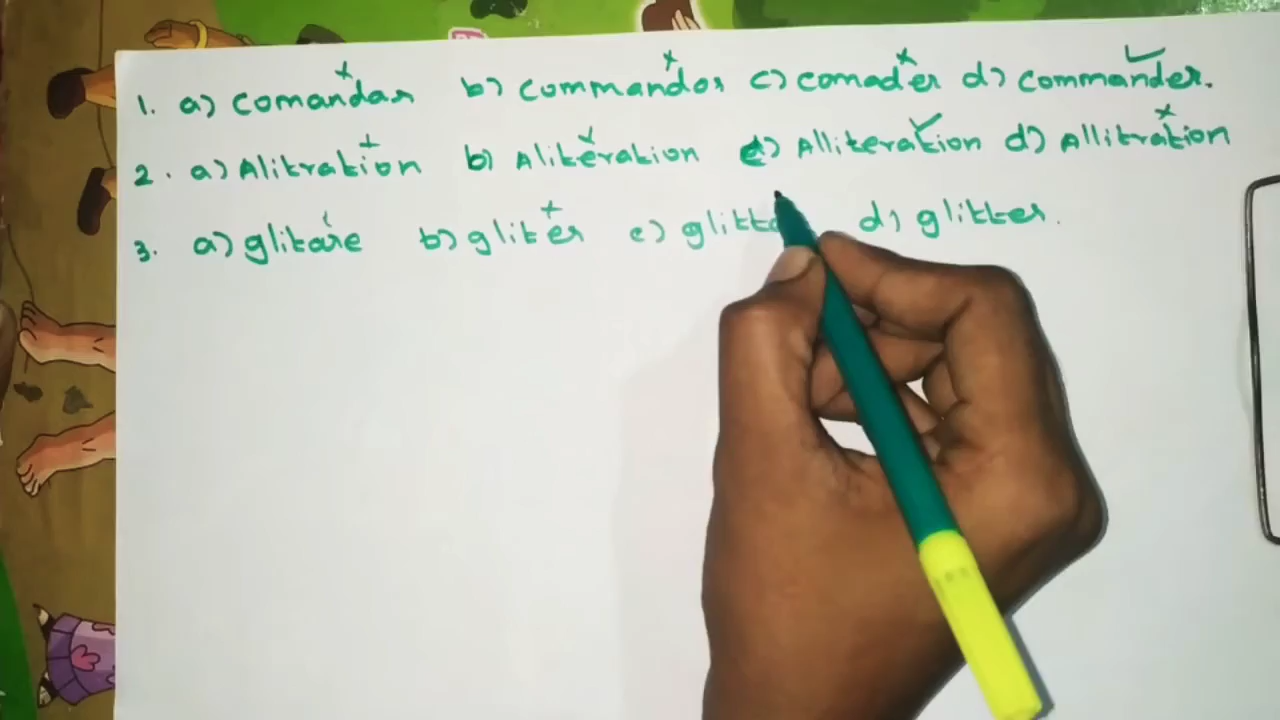 1. a) comandar b) commandor c) comader d) commander.
2. a) Alitration b) Aliteration c) Alliteration d) Allitration
3. a) glitare b) gliter c) d) glitter.